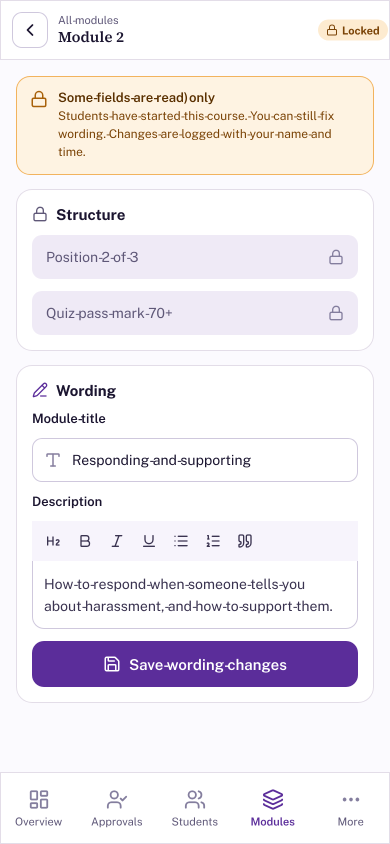 All-modules
Module 2
Locked
Some-fields-are-read)only
Students-have-started-this-course.-You-can-still-fix
wording.-Changes-are-logged-with-your-name-and
time.
Structure
Position-2-of-3
Quiz-pass-mark-70+
Wording
Module-title
Responding-and-supporting
Description
H2 B I U
How-to-respond-when-someone-tells-you
about-harassment,-and-how-to-support-them.
Save-wording-changes
Overview
Approvals
Students
Modules
More